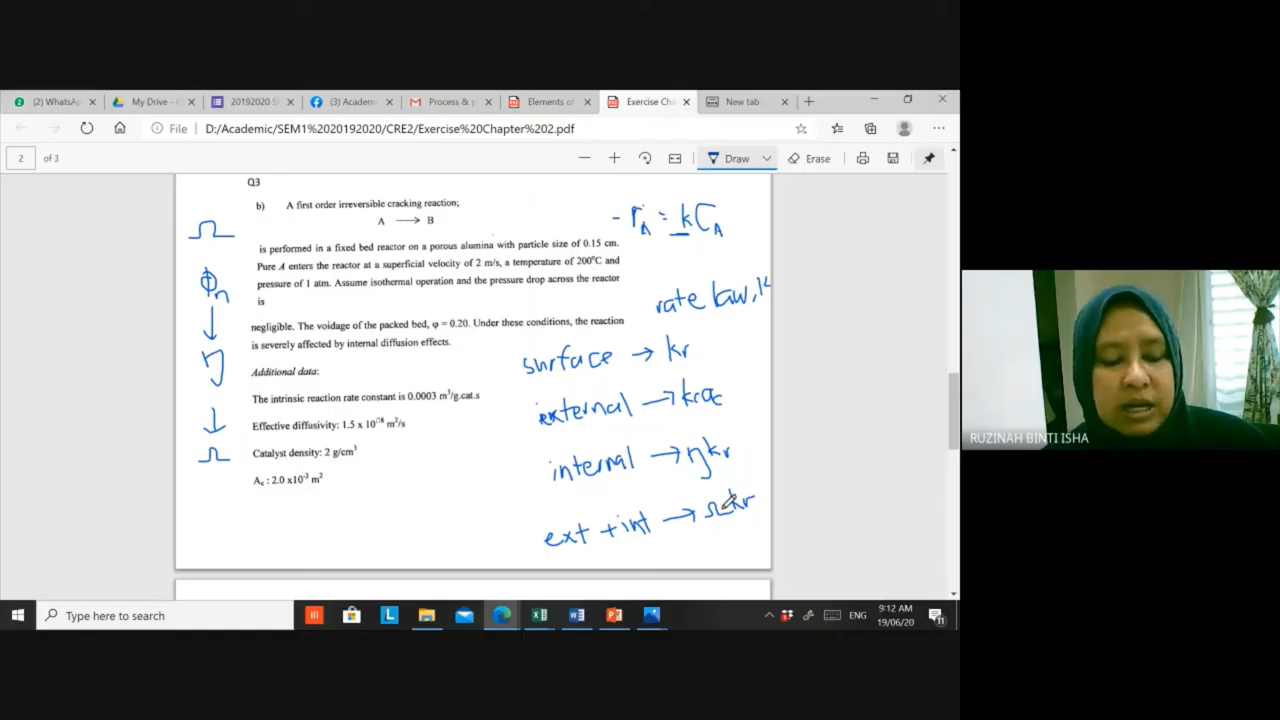 (2) WhatsAp
My Drive -
20192020 S
(3) Academ
Process & p
Elements of
Exercise Cha
New tab
File
D:/Academic/SEM1%2020192020/CRE2/Exercise%20Chapter%202.pdf
2 of 3
Draw
Erase
Q3
b) A first order irreversible cracking reaction;
A → B
- rA = kCA
is performed in a fixed bed reactor on a porous alumina with particle size of 0.15 cm.
Pure A enters the reactor at a superficial velocity of 2 m/s, a temperature of 200°C and
pressure of 1 atm. Assume isothermal operation and the pressure drop across the reactor
is
negligible. The voidage of the packed bed, φ = 0.20. Under these conditions, the reaction
is severely affected by internal diffusion effects.
Additional data:
The intrinsic reaction rate constant is 0.0003 m³/g.cat.s
Effective diffusivity: 1.5 x 10⁻⁸ m²/s
Catalyst density: 2 g/cm³
Ac : 2.0 x10⁻³ m²
Ω
Φn
↓
η
↓
Ω
rate law, k
surface → kr
external → krac
internal → ηkr
ext + int → Ωkr
RUZINAH BINTI ISHA
Type here to search
ENG
9:12 AM
19/06/20
11